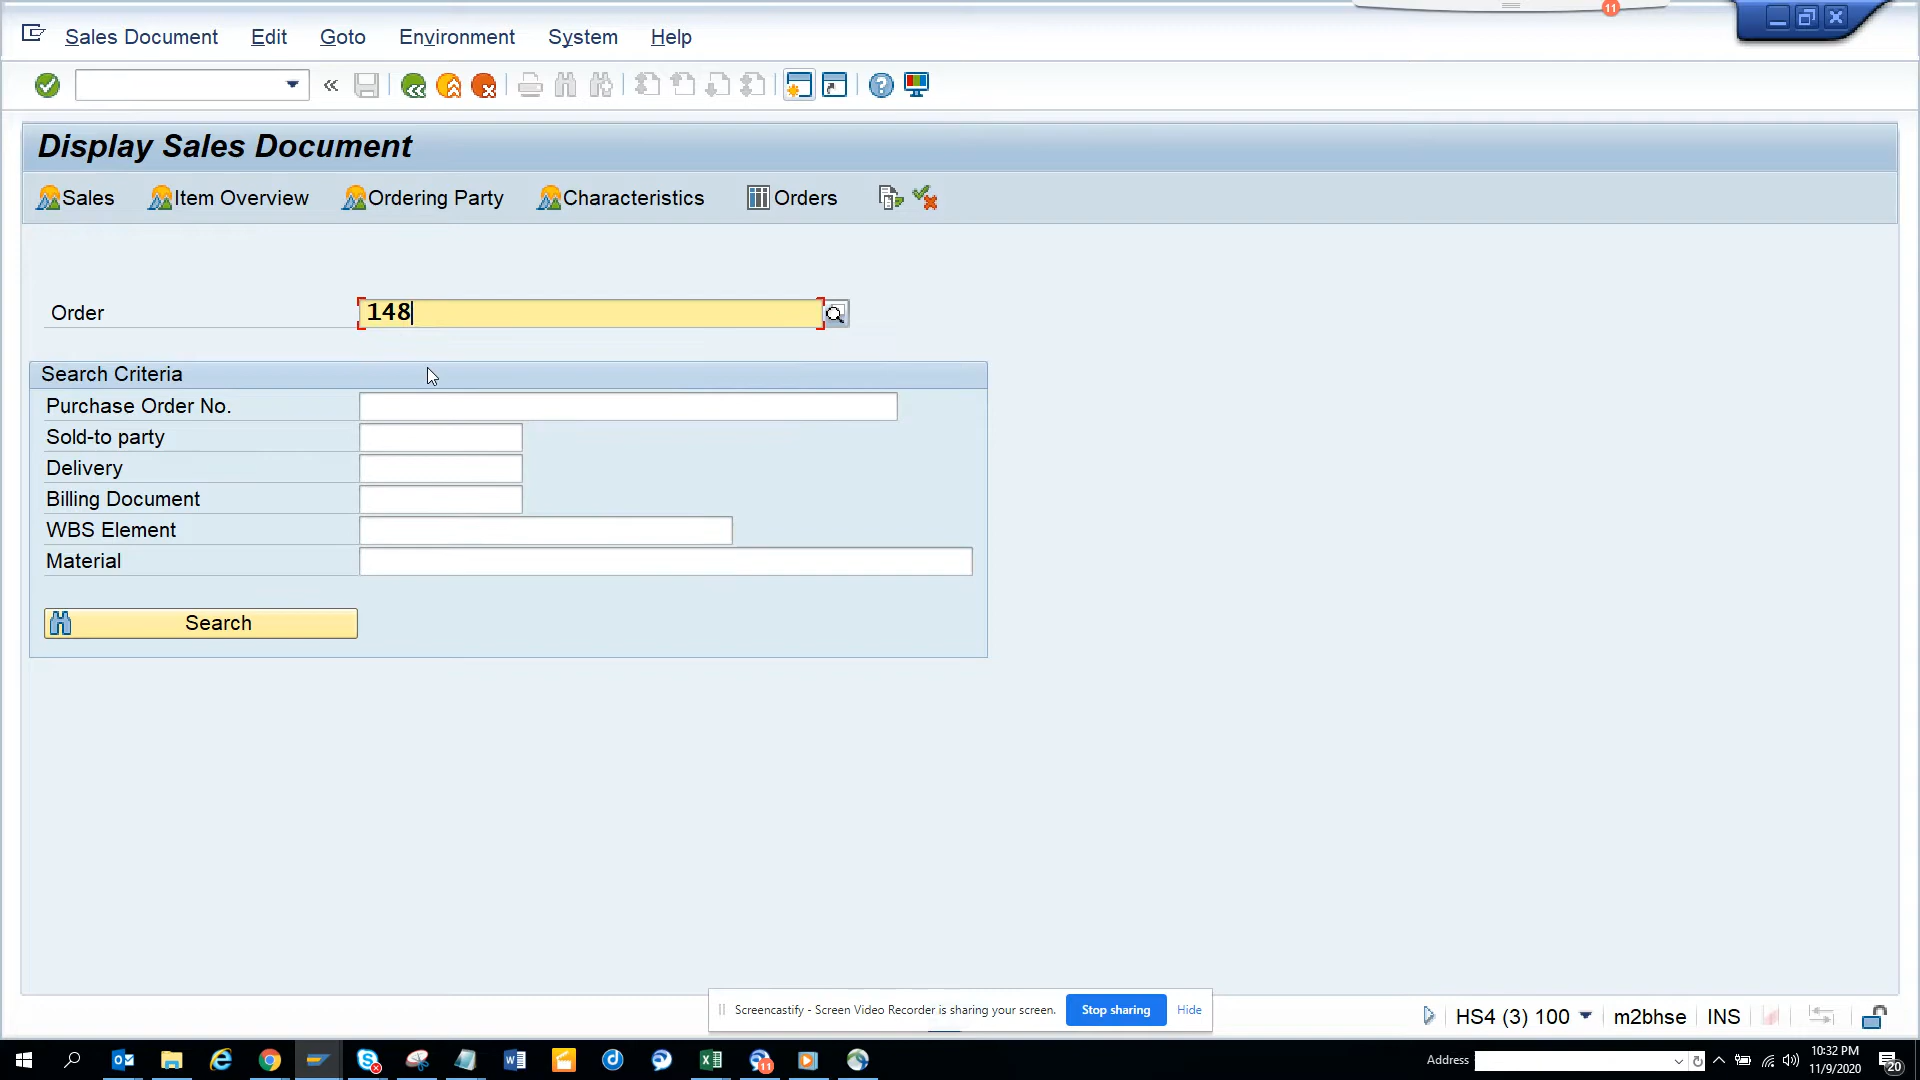 11
Sales Document Edit Goto Environment System Help
Display Sales Document
Sales Item Overview Ordering Party Characteristics Orders
Order 148
Search Criteria
Purchase Order No.
Sold-to party
Delivery
Billing Document
WBS Element
Material
Search
Screencastify - Screen Video Recorder is sharing your screen. Stop sharing Hide
HS4 (3) 100 m2bhse INS
11 Address 10:32 PM
11/9/2020 20